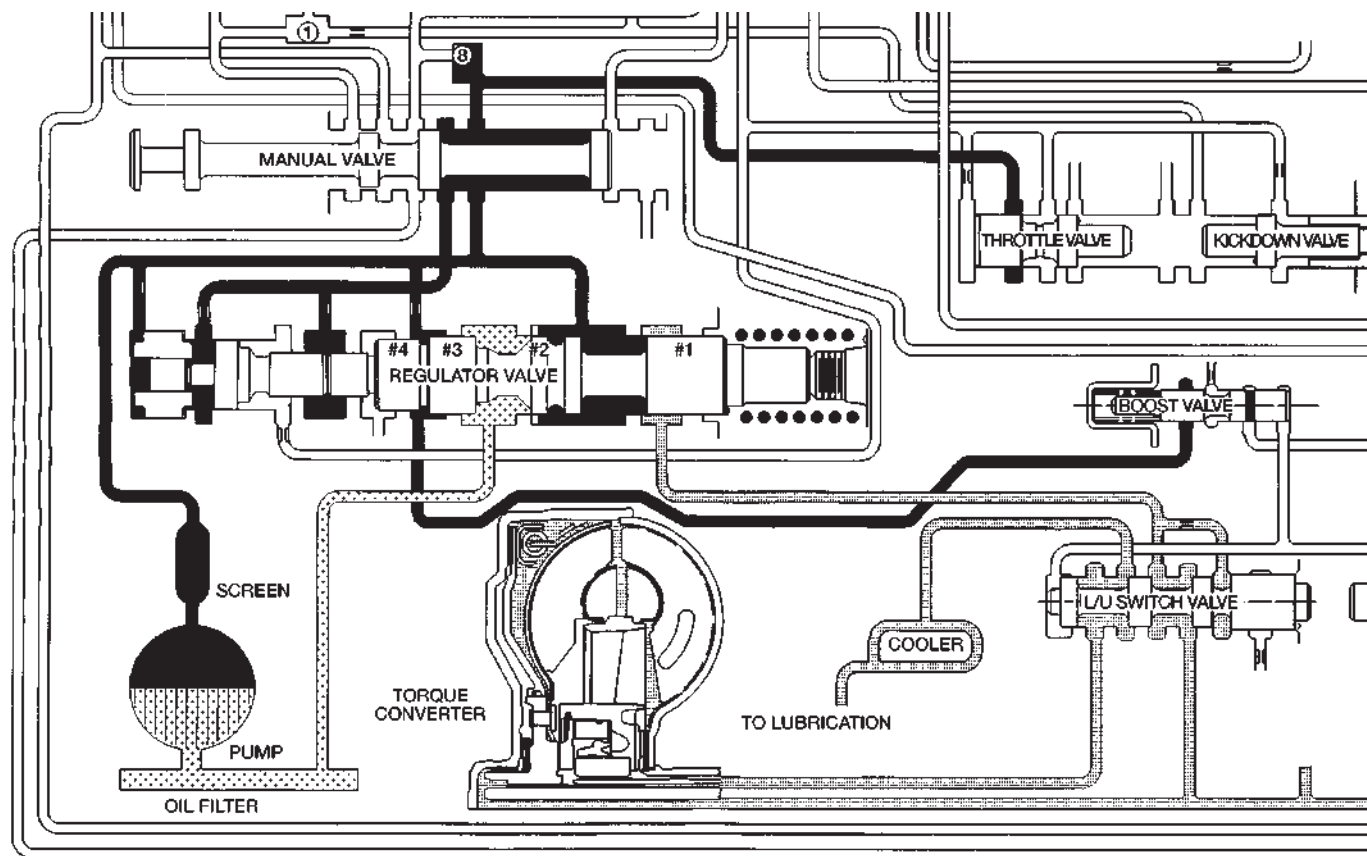 1
8
MANUAL VALVE
THROTTLE VALVE
KICKDOWN VALVE
#4 #3 #2 #1
REGULATOR VALVE
BOOST VALVE
SCREEN
L/U SWITCH VALVE
COOLER
TORQUE
CONVERTER
TO LUBRICATION
PUMP
OIL FILTER